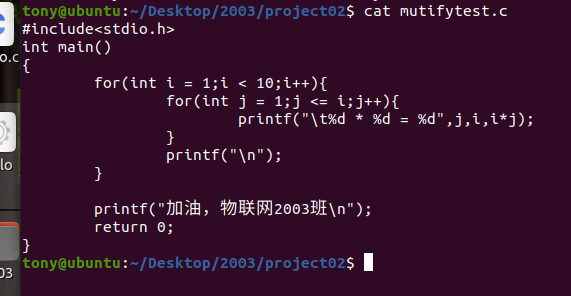 tony@ubuntu:~/Desktop/2003/project02$ cat mutifytest.c
#include<stdio.h>
int main()
{
        for(int i = 1;i < 10;i++){
                for(int j = 1;j <= i;j++){
                        printf("\t%d * %d = %d",j,i,i*j);
                }
                printf("\n");
        }

        printf("加油，物联网2003班\n");
        return 0;
}
tony@ubuntu:~/Desktop/2003/project02$
o.c
lo
03